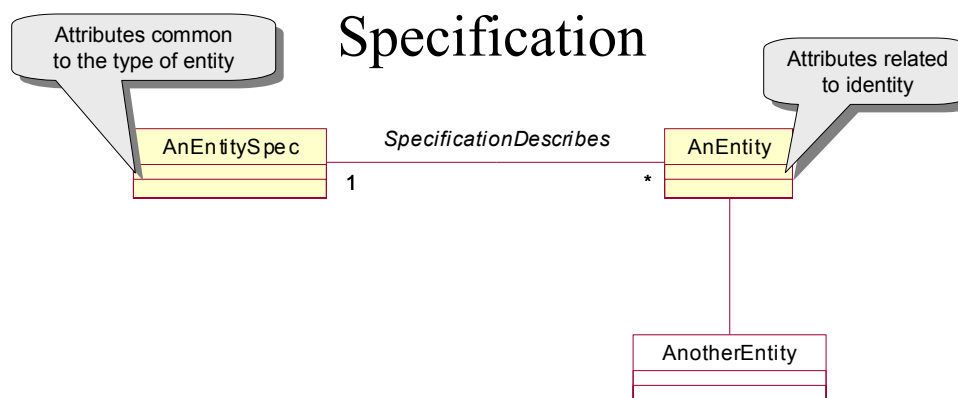 Specification
Attributes common
to the type of entity
Attributes related
to identity
AnEntitySpec
SpecificationDescribes
AnEntity
1
*
AnotherEntity